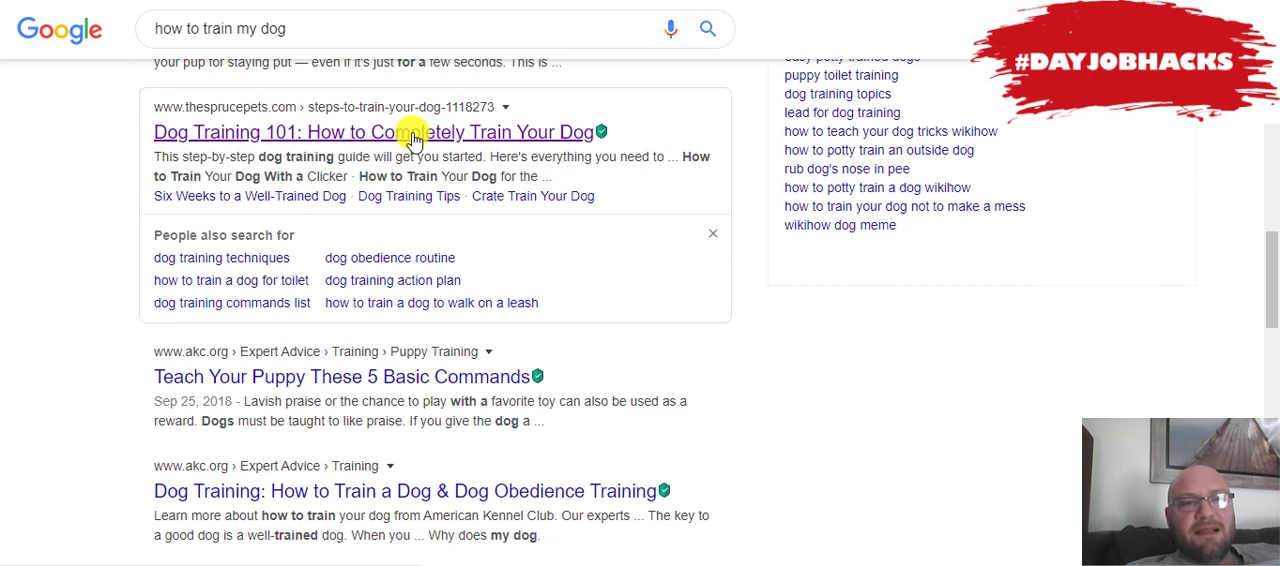 Google
how to train my dog
#DAYJOBHACKS
your pup for staying put — even if it's just for a few seconds. This is ...
www.thesprucepets.com › steps-to-train-your-dog-1118273
Dog Training 101: How to Completely Train Your Dog
This step-by-step dog training guide will get you started. Here's everything you need to ... How
to Train Your Dog With a Clicker · How to Train Your Dog for the ...
Six Weeks to a Well-Trained Dog · Dog Training Tips · Crate Train Your Dog
People also search for
dog training techniques
dog obedience routine
how to train a dog for toilet
dog training action plan
dog training commands list
how to train a dog to walk on a leash
www.akc.org › Expert Advice › Training › Puppy Training
Teach Your Puppy These 5 Basic Commands
Sep 25, 2018 - Lavish praise or the chance to play with a favorite toy can also be used as a
reward. Dogs must be taught to like praise. If you give the dog a ...
www.akc.org › Expert Advice › Training
Dog Training: How to Train a Dog & Dog Obedience Training
Learn more about how to train your dog from American Kennel Club. Our experts ... The key to
a good dog is a well-trained dog. When you ... Why does my dog.
easy potty trained dogs
puppy toilet training
dog training topics
lead for dog training
how to teach your dog tricks wikihow
how to potty train an outside dog
rub dog's nose in pee
how to potty train a dog wikihow
how to train your dog not to make a mess
wikihow dog meme